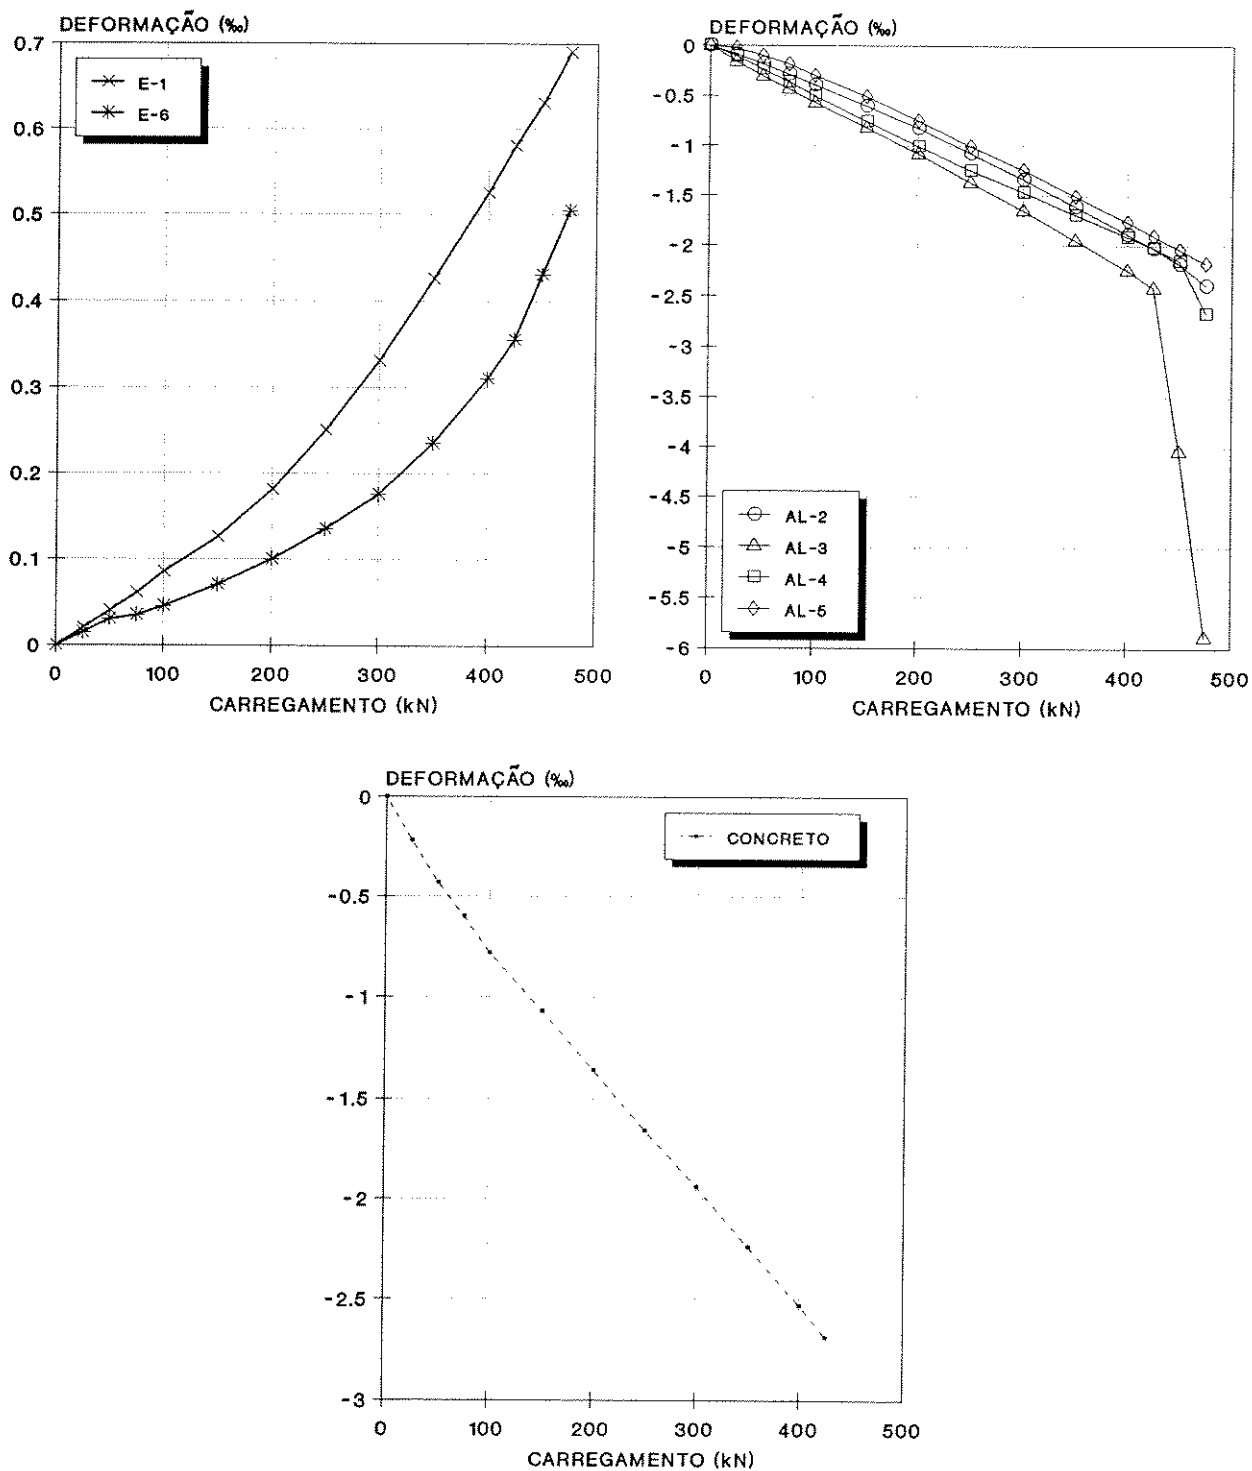 DEFORMAÇÃO (‰)
0.7
0.6
0.5
0.4
0.3
0.2
0.1
0
E-1
E-6
0 100 200 300 400 500
CARREGAMENTO (kN)
DEFORMAÇÃO (‰)
0
-0.5
-1
-1.5
-2
-2.5
-3
-3.5
-4
-4.5
-5
-5.5
-6
AL-2
AL-3
AL-4
AL-5
0 100 200 300 400 500
CARREGAMENTO (kN)
DEFORMAÇÃO (‰)
0
-0.5
-1
-1.5
-2
-2.5
-3
CONCRETO
0 100 200 300 400 500
CARREGAMENTO (kN)